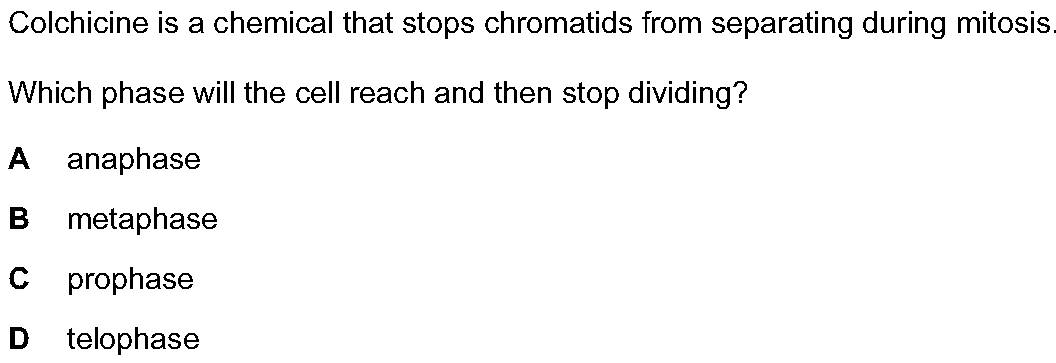 Colchicine is a chemical that stops chromatids from separating during mitosis.
Which phase will the cell reach and then stop dividing?
A anaphase
B metaphase
C prophase
D telophase